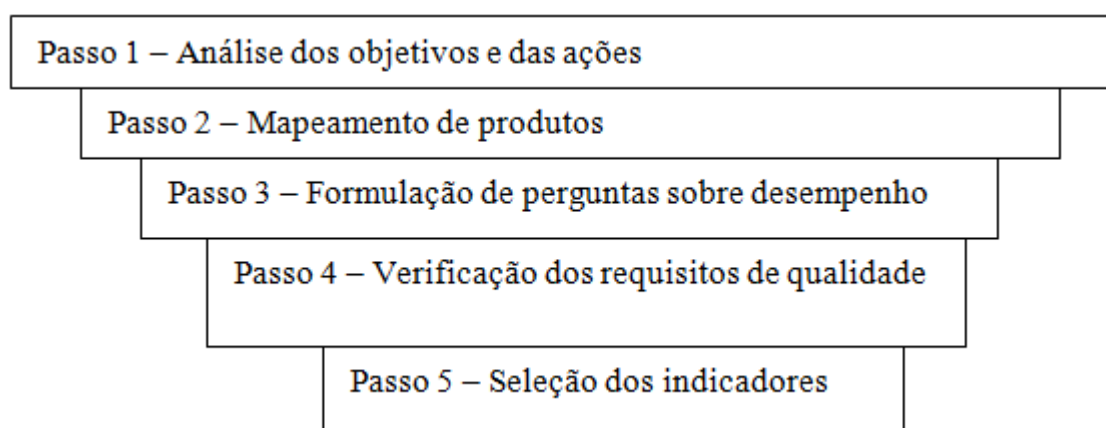 Passo 1 – Análise dos objetivos e das ações
Passo 2 – Mapeamento de produtos
Passo 3 – Formulação de perguntas sobre desempenho
Passo 4 – Verificação dos requisitos de qualidade
Passo 5 – Seleção dos indicadores